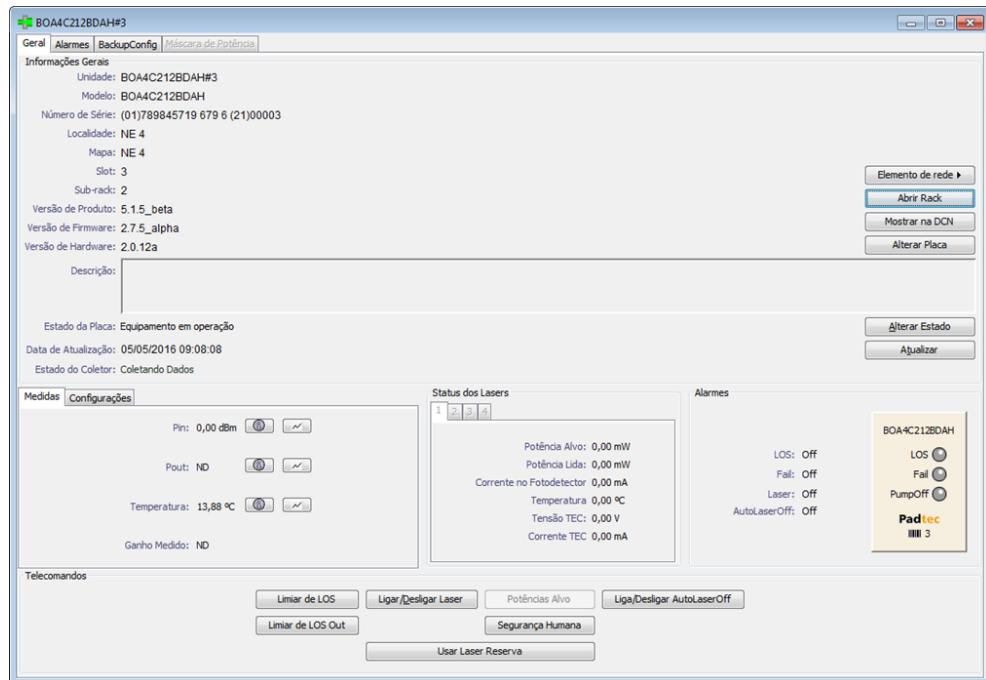 BOA4C212BDAH#3
Geral Alarmes BackupConfig Máscara de Potência
Informações Gerais
Unidade: BOA4C212BDAH#3
Modelo: BOA4C212BDAH
Número de Série: (01)789845719 679 6 (21)00003
Localidade: NE 4
Mapa: NE 4
Slot: 3
Elemento de rede
Sub-rack: 2
Abrir Rack
Versão de Produto: 5.1.5_beta
Mostrar na DCN
Versão de Firmware: 2.7.5_alpha
Versão de Hardware: 2.0.12a
Alterar Placa
Descrição:
Estado da Placa: Equipamento em operação
Alterar Estado
Data de Atualização: 05/05/2016 09:08:08
Atualizar
Estado do Coletor: Coletando Dados
Medidas Configurações
Pin: 0,00 dBm
Pout: ND
Temperatura: 13,88 ºC
Ganho Medido: ND
Status dos Lasers
1 2 3 4
Potência Alvo: 0,00 mW
Potência Lida: 0,00 mW
Corrente no Fotodetector 0,00 mA
Temperatura 0,00 ºC
Tensão TEC: 0,00 V
Corrente TEC 0,00 mA
Alarmes
LOS: Off
Fail: Off
Laser: Off
AutoLaserOff: Off
BOA4C212BDAH
LOS
Fail
PumpOff
Padtec
3
Telecomandos
Limiar de LOS Ligar/Desligar Laser Potências Alvo Liga/Desligar AutoLaserOff
Limiar de LOS Out Segurança Humana
Usar Laser Reserva